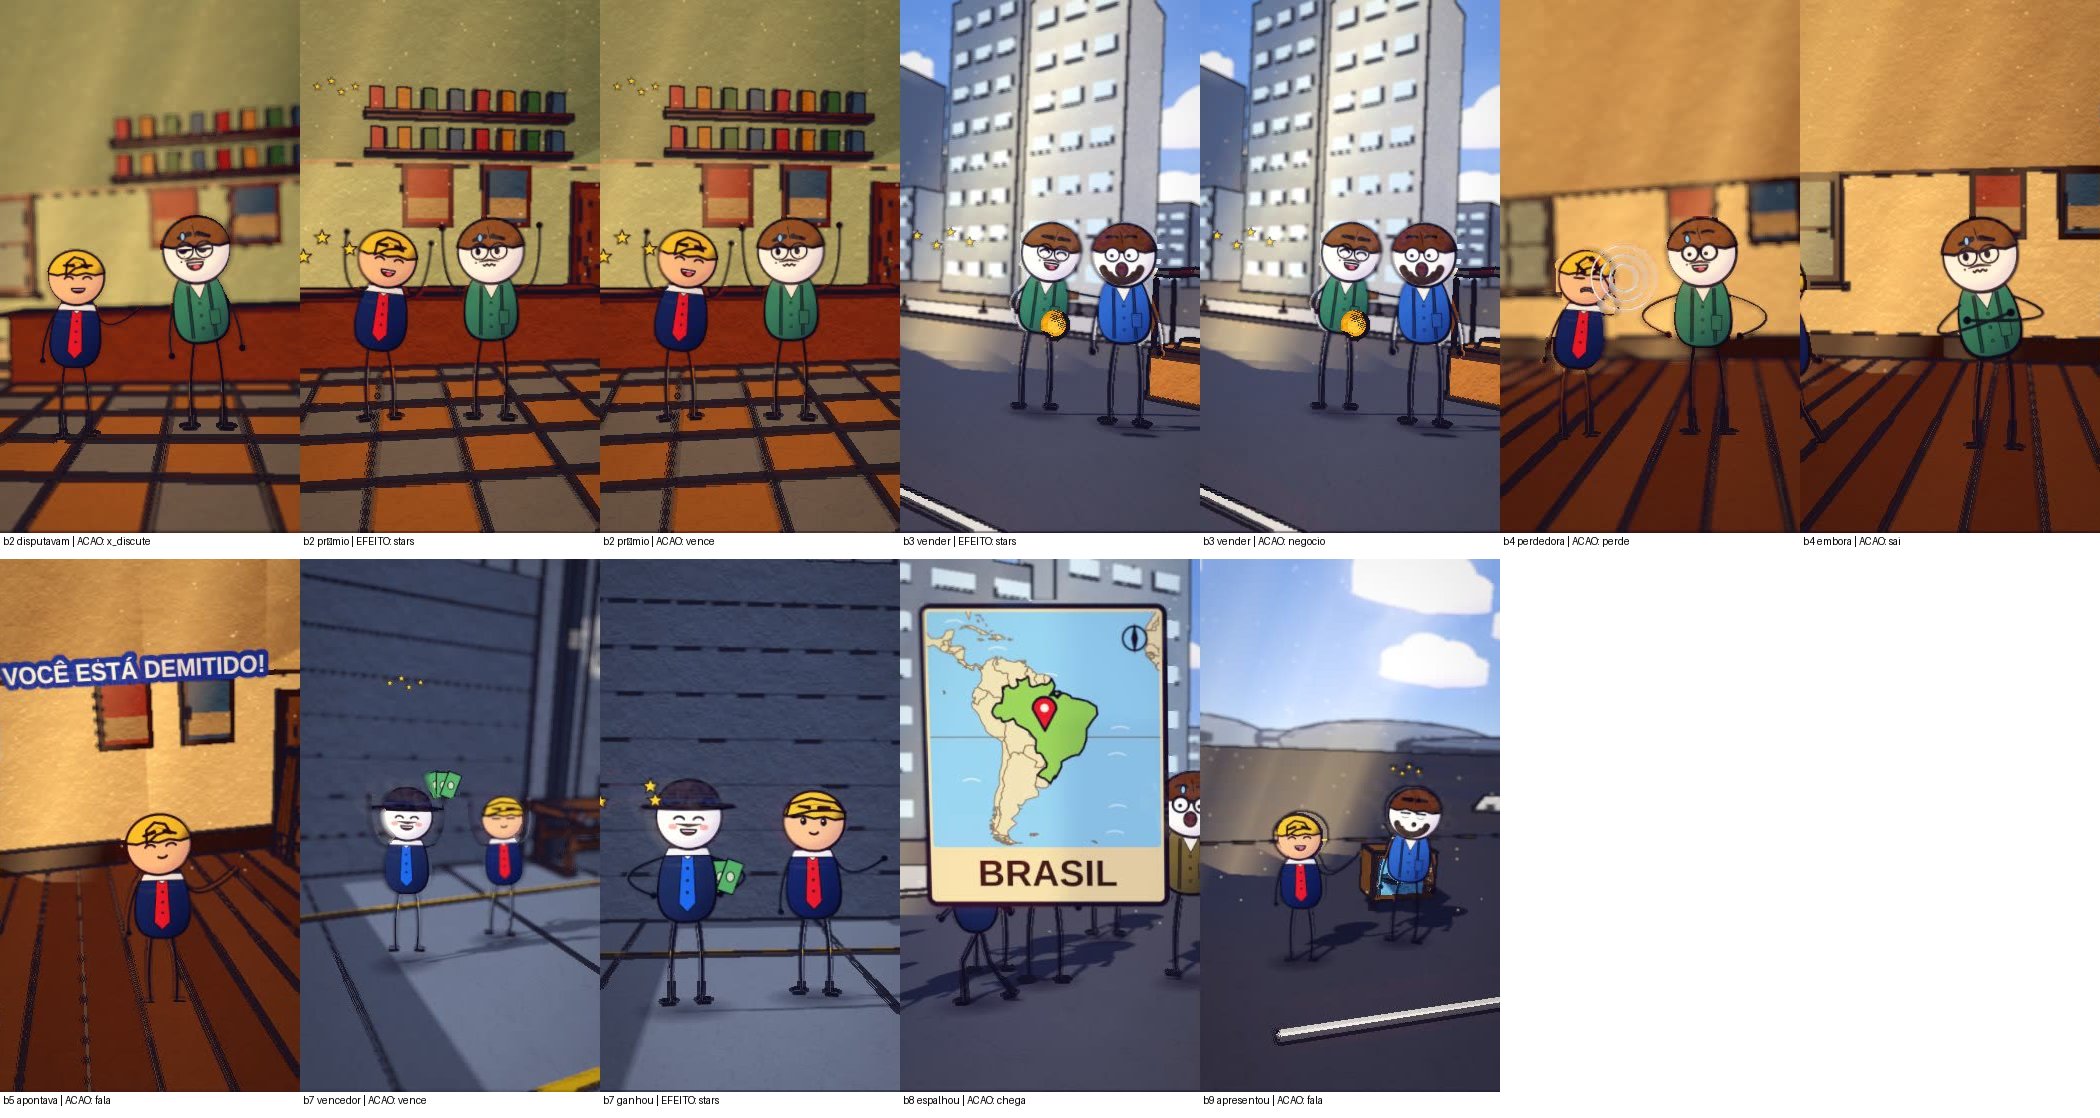 b2 disputavam | ACAO: x_discute
b2 pr□mio | EFEITO: stars
b2 pr□mio | ACAO: vence
b3 vender | EFEITO: stars
b3 vender | ACAO: negocio
b4 perdedora | ACAO: perde
b4 embora | ACAO: sai
VOCÊ ESTÁ DEMITIDO!
BRASIL
b5 apontava | ACAO: fala
b7 vencedor | ACAO: vence
b7 ganhou | EFEITO: stars
b8 espalhou | ACAO: chega
b9 apresentou | ACAO: fala